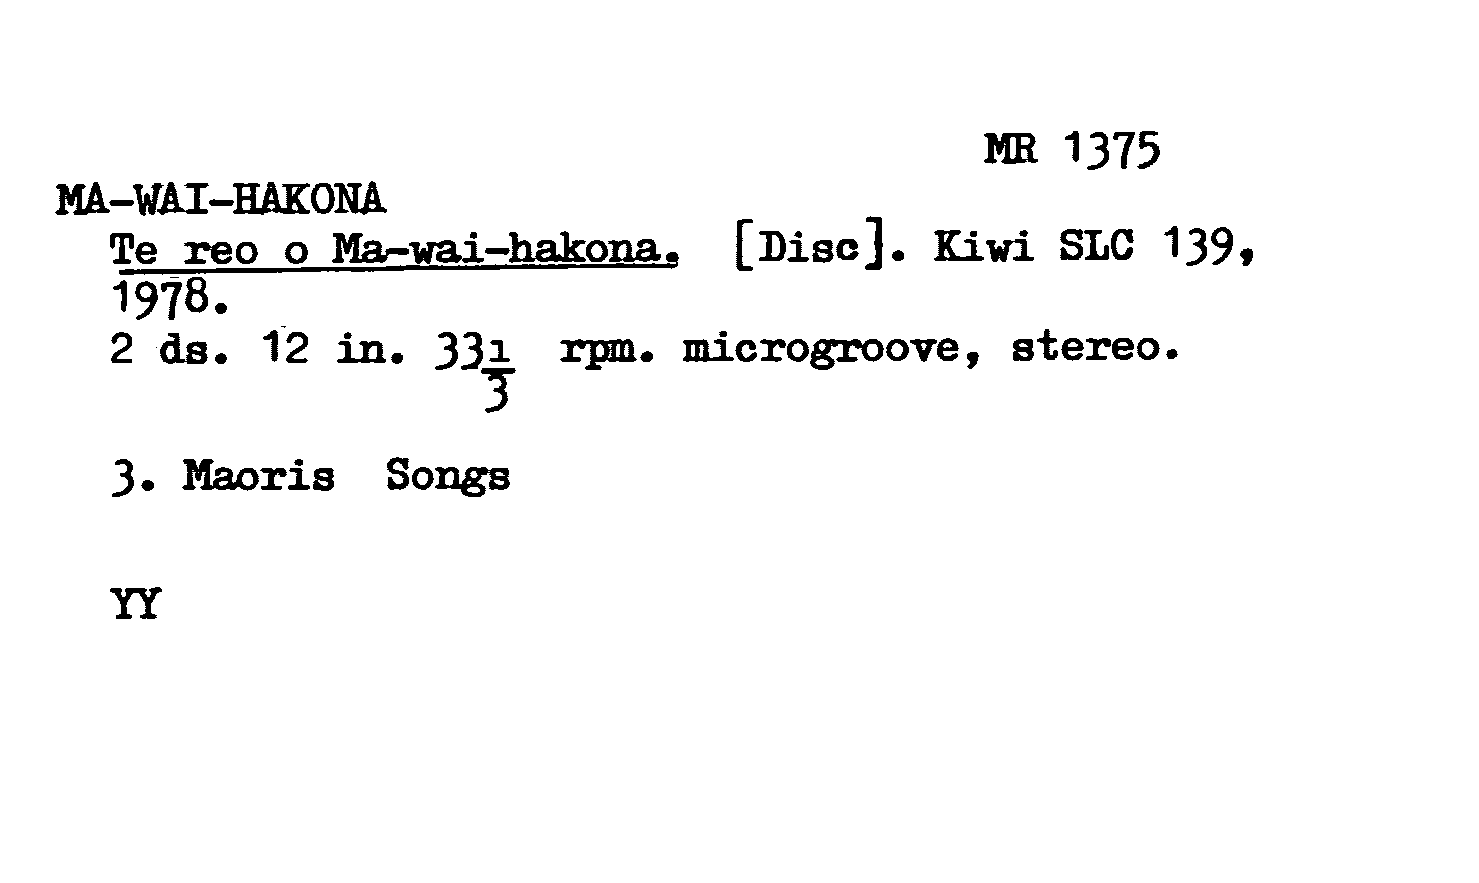 MR 1375
MA-WAI-HAKONA
Te reo o Ma-wai-hakona. [Disc]. Kiwi SLC 139,
1978.
2 ds. 12 in. 33 1/3 rpm. microgroove, stereo.
3. Maoris Songs
YY